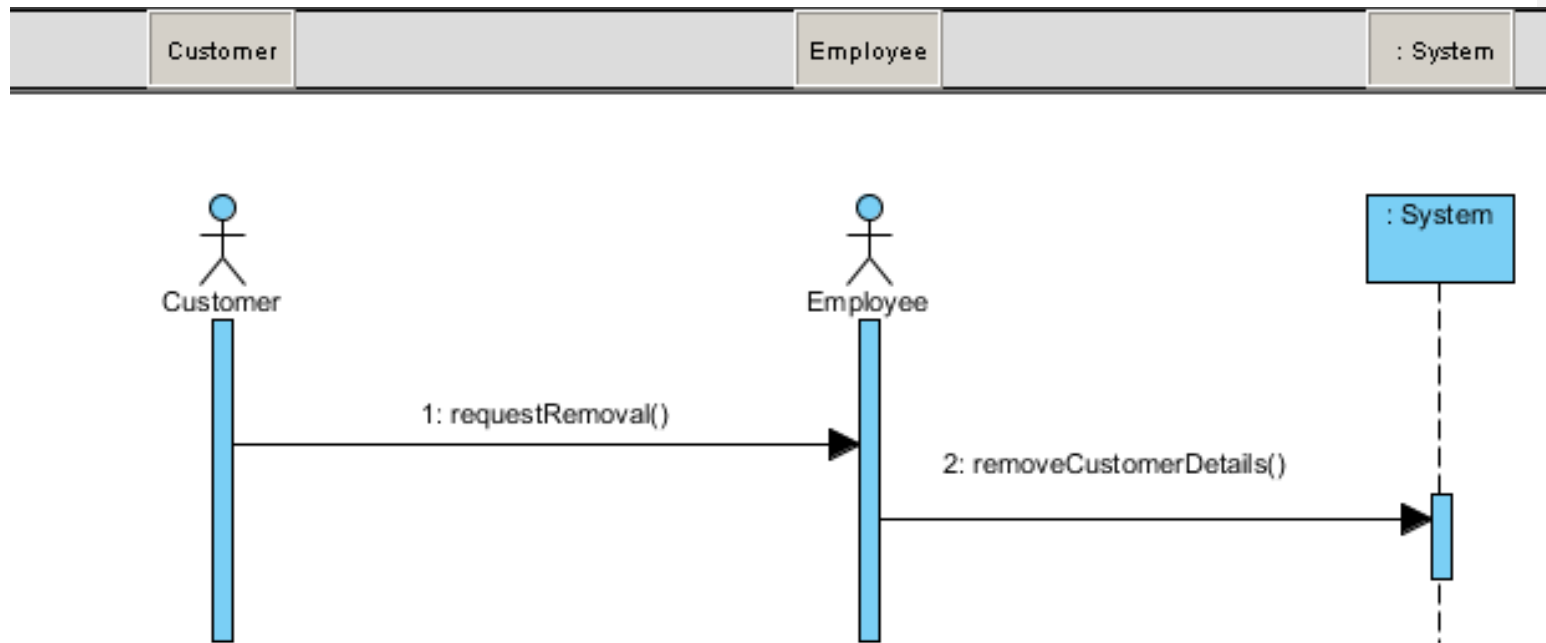 Customer
Employee
: System
: System
Customer
Employee
1: requestRemoval()
2: removeCustomerDetails()